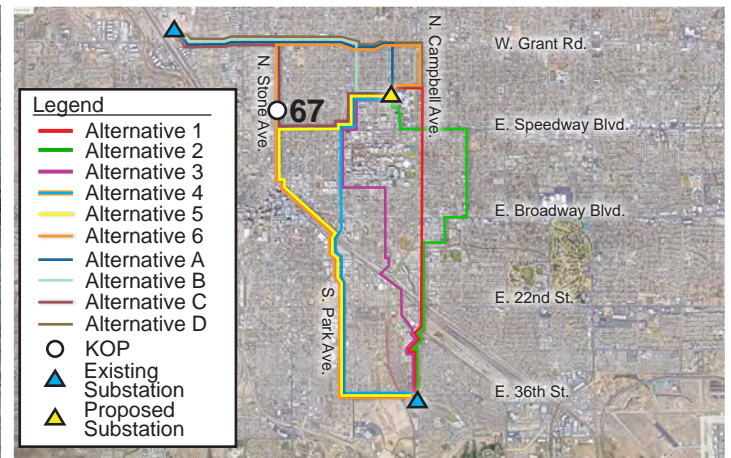 W. Grant Rd.
N. Campbell Ave.
N. Stone Ave.
67
E. Speedway Blvd.
E. Broadway Blvd.
E. 22nd St.
S. Park Ave.
E. 36th St.
Legend
Alternative 1
Alternative 2
Alternative 3
Alternative 4
Alternative 5
Alternative 6
Alternative A
Alternative B
Alternative C
Alternative D
KOP
Existing
Substation
Proposed
Substation